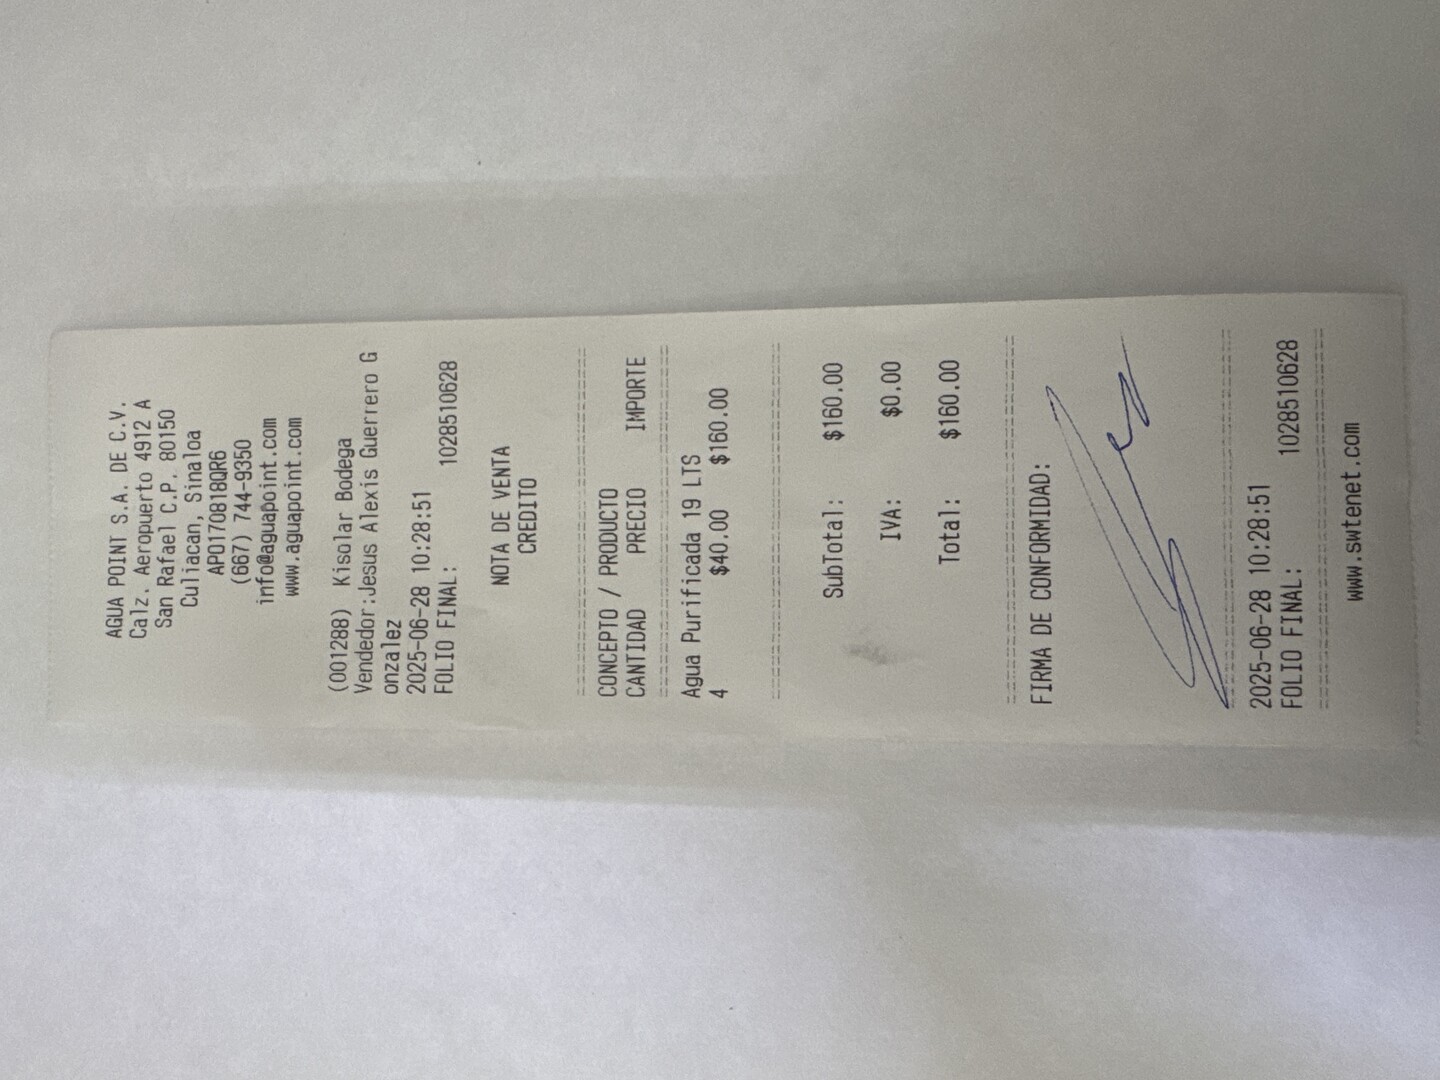 AGUA POINT S.A. DE C.V.
Calz. Aeropuerto 4912 A
San Rafael C.P. 80150
Culiacan, Sinaloa
APO170818QR6
(667) 744-9350
info@aguapoint.com
www.aguapoint.com
(001288) Kisolar Bodega
Vendedor:Jesus Alexis Guerrero G
onzalez
2025-06-28 10:28:51
FOLIO FINAL: 1028510628
NOTA DE VENTA
CREDITO
CONCEPTO / PRODUCTO
CANTIDAD PRECIO IMPORTE
Agua Purificada 19 LTS
4 $40.00 $160.00
SubTotal: $160.00
IVA: $0.00
Total: $160.00
FIRMA DE CONFORMIDAD:
2025-06-28 10:28:51
FOLIO FINAL: 1028510628
www.swtenet.com